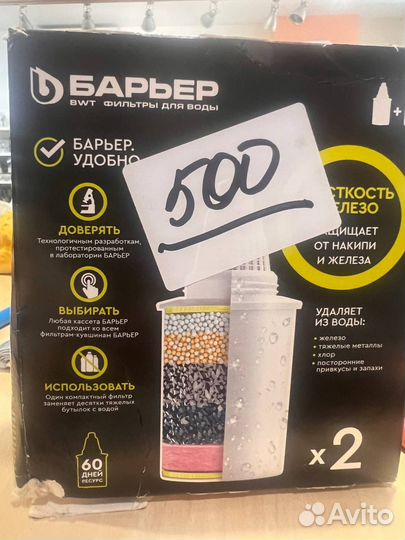 БАРЬЕР
BWT ФИЛЬТРЫ ДЛЯ ВОДЫ
БАРЬЕР.
УДОБНО
500
ДОВЕРЯТЬ
Технологичным разработкам,
протестированным
в лаборатории БАРЬЕР
ВЫБИРАТЬ
Любая кассета БАРЬЕР
подходит ко всем
фильтрам-кувшинам БАРЬЕР
ИСПОЛЬЗОВАТЬ
Один компактный фильтр
заменяет десятки тяжелых
бутылок с водой
60
ДНЕЙ
РЕСУРС
ОТ НАКИПИ
И ЖЕЛЕЗА
УДАЛЯЕТ
ИЗ ВОДЫ:
• железо
• тяжелые металлы
• хлор
• посторонние
привкусы и запахи
x2
Avito